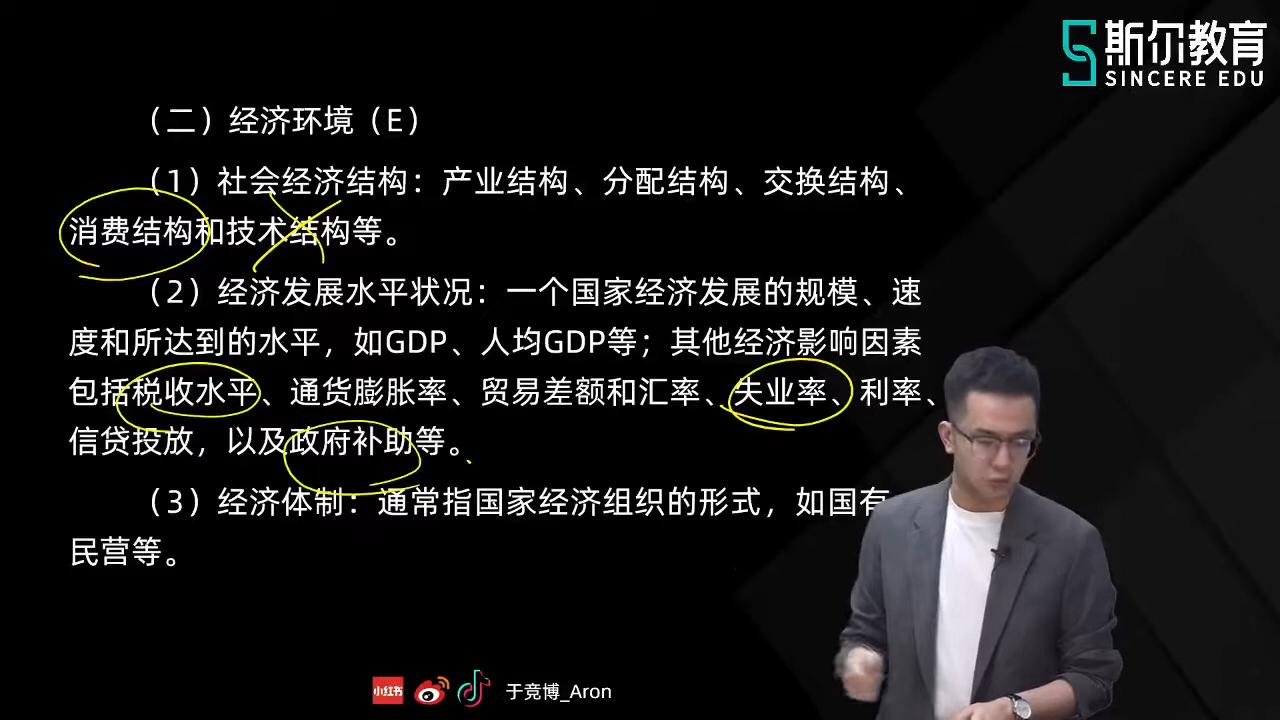 斯尔教育
SINCERE EDU
（二）经济环境（E）
（1）社会经济结构：产业结构、分配结构、交换结构、
消费结构和技术结构等。
（2）经济发展水平状况：一个国家经济发展的规模、速
度和所达到的水平，如GDP、人均GDP等；其他经济影响因素
包括税收水平、通货膨胀率、贸易差额和汇率、失业率、利率、
信贷投放，以及政府补助等。
（3）经济体制：通常指国家经济组织的形式，如国有
民营等。
小红书
于竞博_Aron